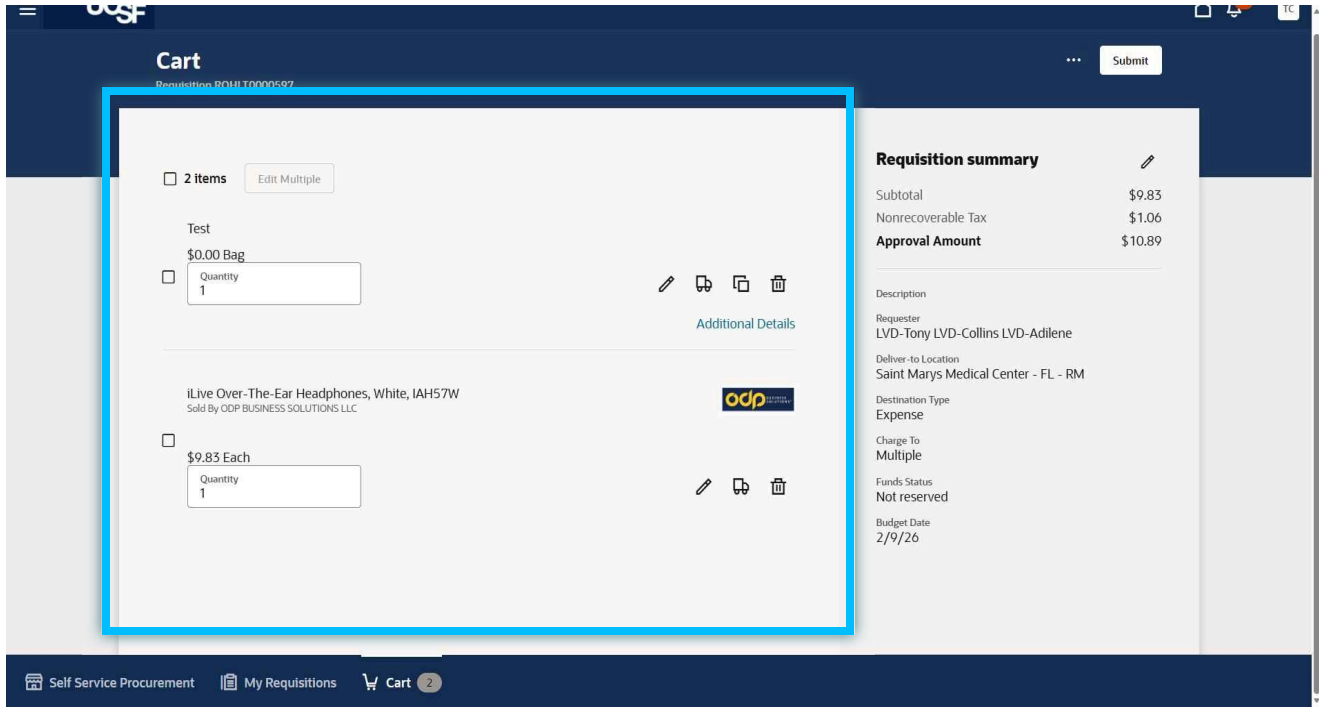 UCSF
TC
Cart
Requisition ROHLT0000597
Submit
2 items
Edit Multiple
Test
$0.00 Bag
Quantity
1
Additional Details
iLive Over-The-Ear Headphones, White, IAH57W
Sold By ODP BUSINESS SOLUTIONS LLC
odp
$9.83 Each
Quantity
1
Requisition summary
Subtotal $9.83
Nonrecoverable Tax $1.06
Approval Amount $10.89
Description
Requester
LVD-Tony LVD-Collins LVD-Adilene
Deliver-to Location
Saint Marys Medical Center - FL - RM
Destination Type
Expense
Charge To
Multiple
Funds Status
Not reserved
Budget Date
2/9/26
Self Service Procurement My Requisitions Cart 2